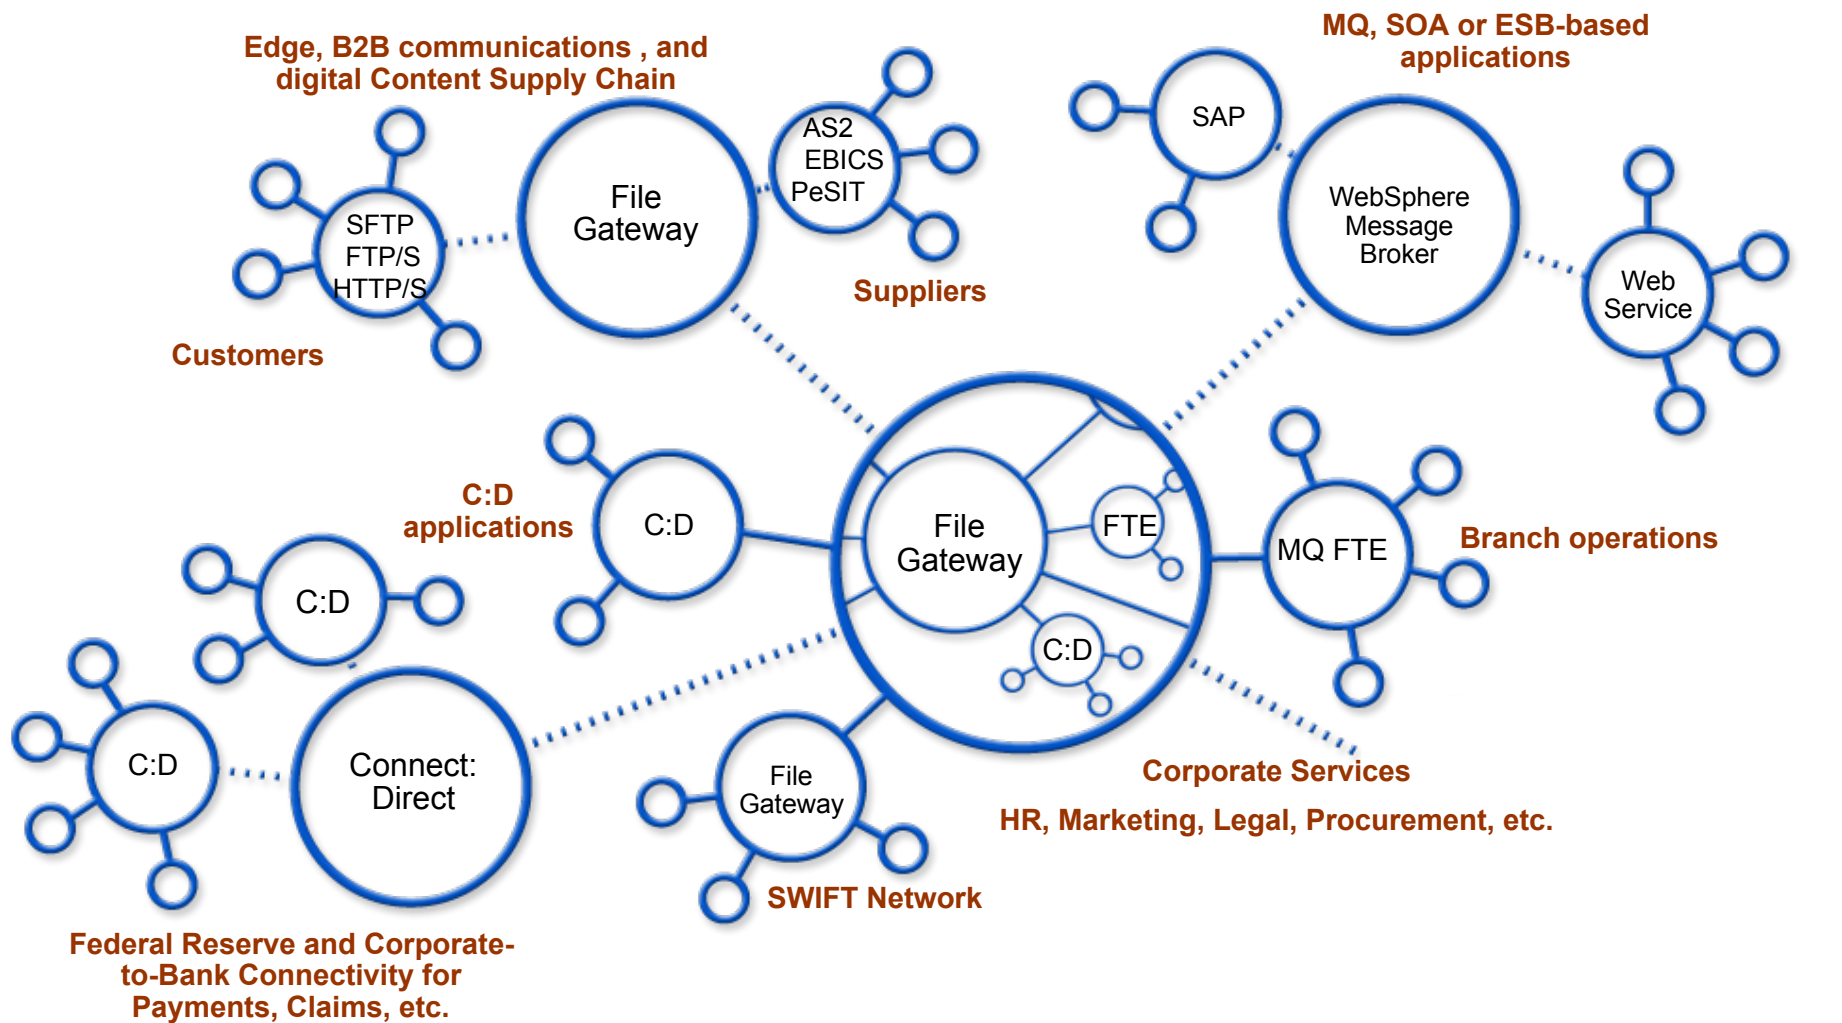 Edge, B2B communications , and
digital Content Supply Chain
MQ, SOA or ESB-based
applications
AS2
EBICS
PeSIT
SAP
File
Gateway
WebSphere
Message
Broker
SFTP
FTP/S
HTTP/S
Web
Service
Suppliers
Customers
C:D
applications
C:D
File
Gateway
FTE
MQ FTE
Branch operations
C:D
C:D
C:D
Connect:
Direct
File
Gateway
Corporate Services
HR, Marketing, Legal, Procurement, etc.
SWIFT Network
Federal Reserve and Corporate-
to-Bank Connectivity for
Payments, Claims, etc.